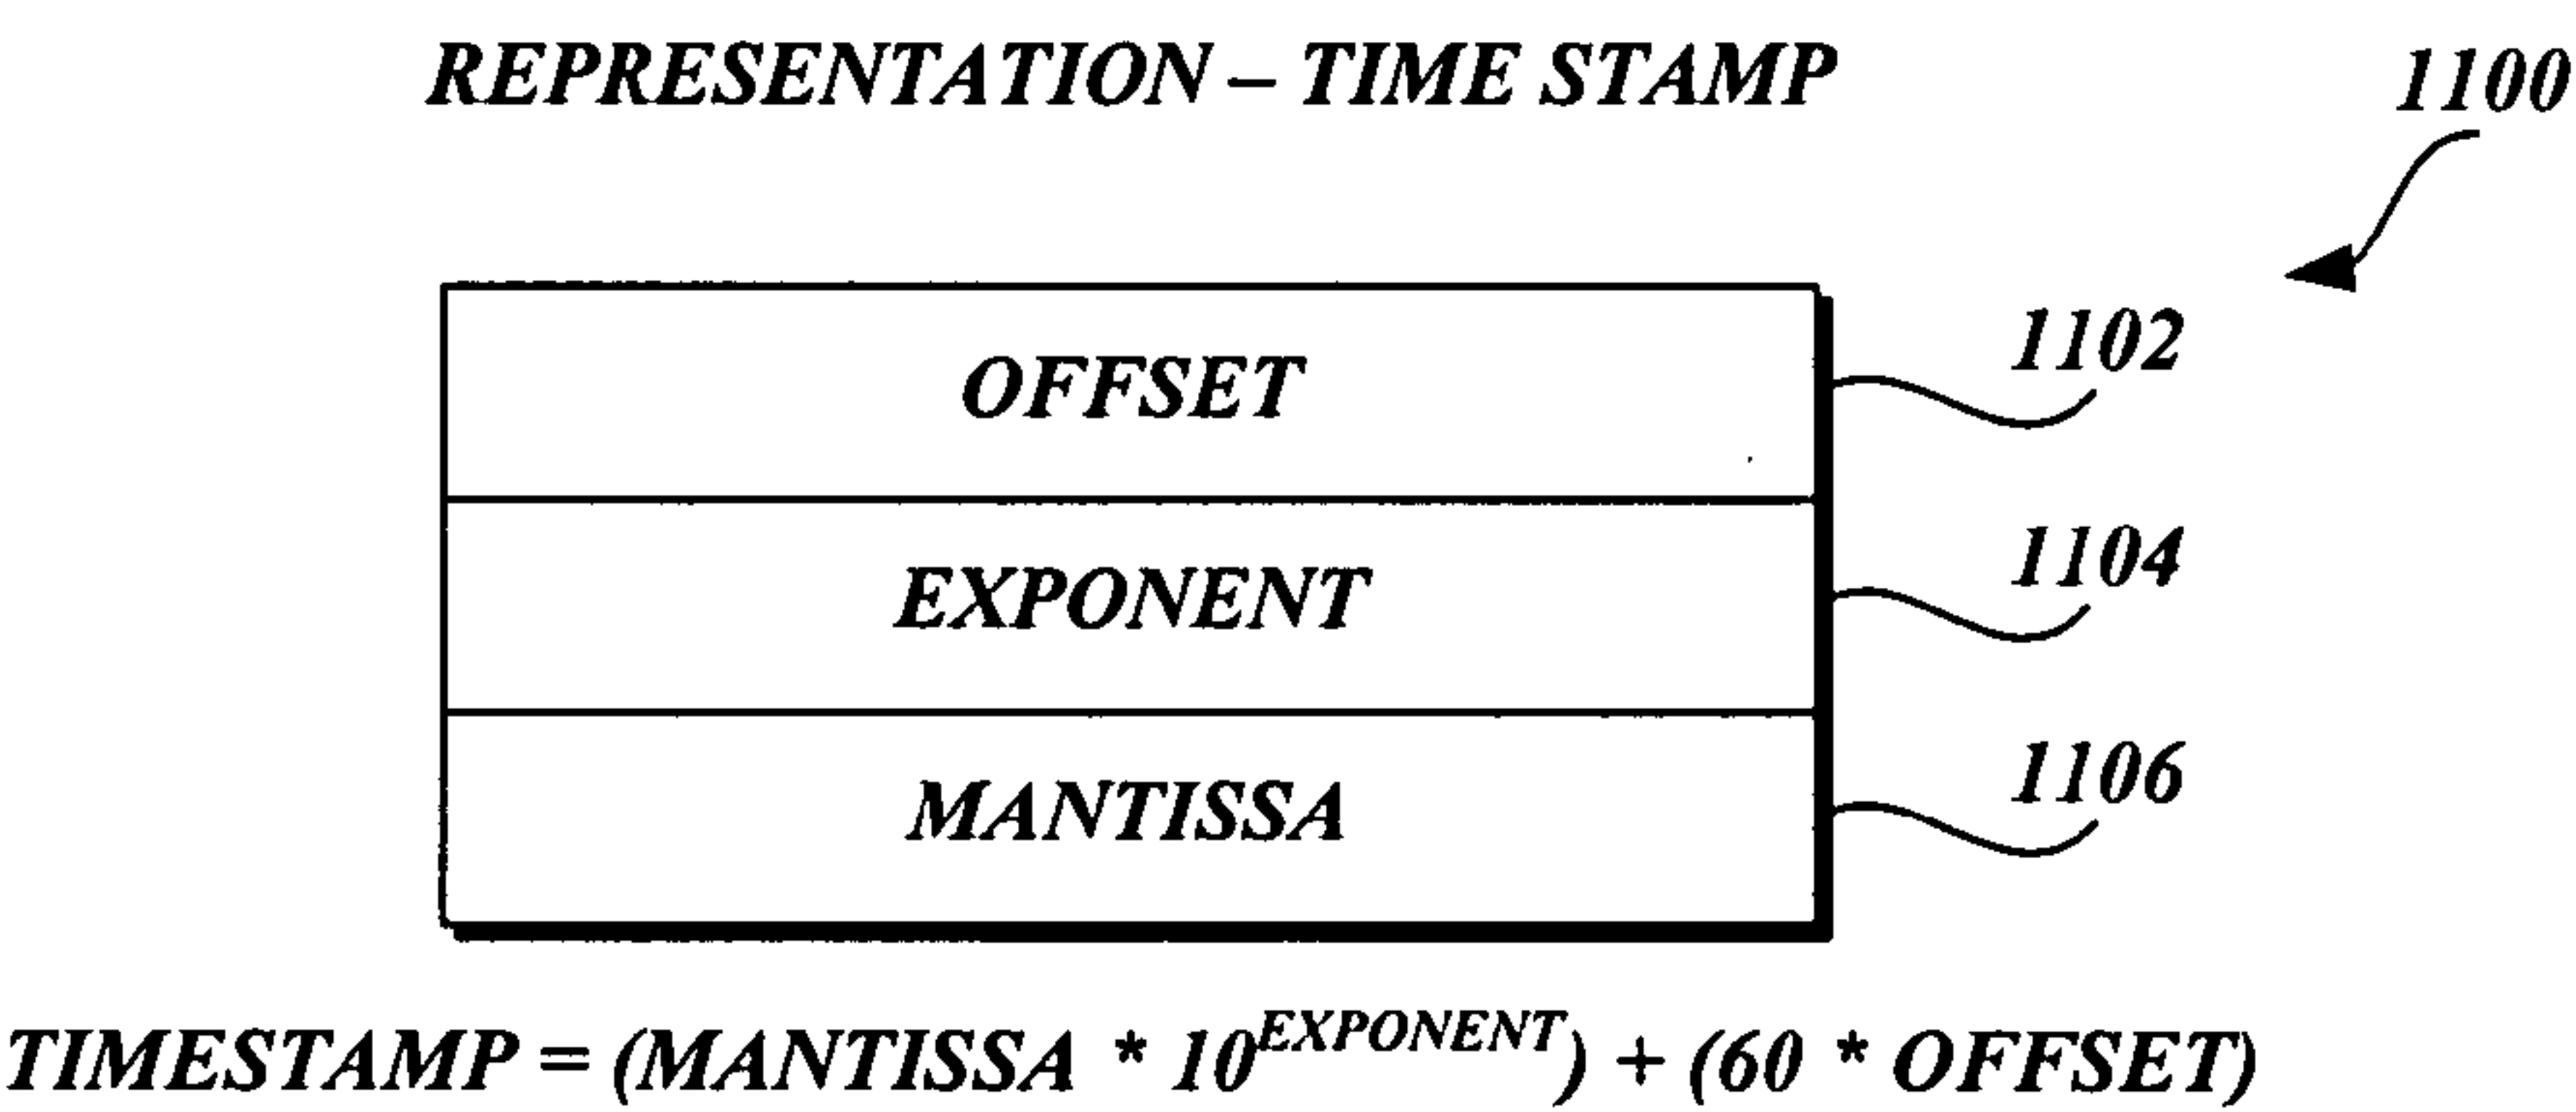 REPRESENTATION – TIME STAMP
1100
OFFSET
1102
EXPONENT
1104
MANTISSA
1106
TIMESTAMP = (MANTISSA * 10^EXPONENT) + (60 * OFFSET)